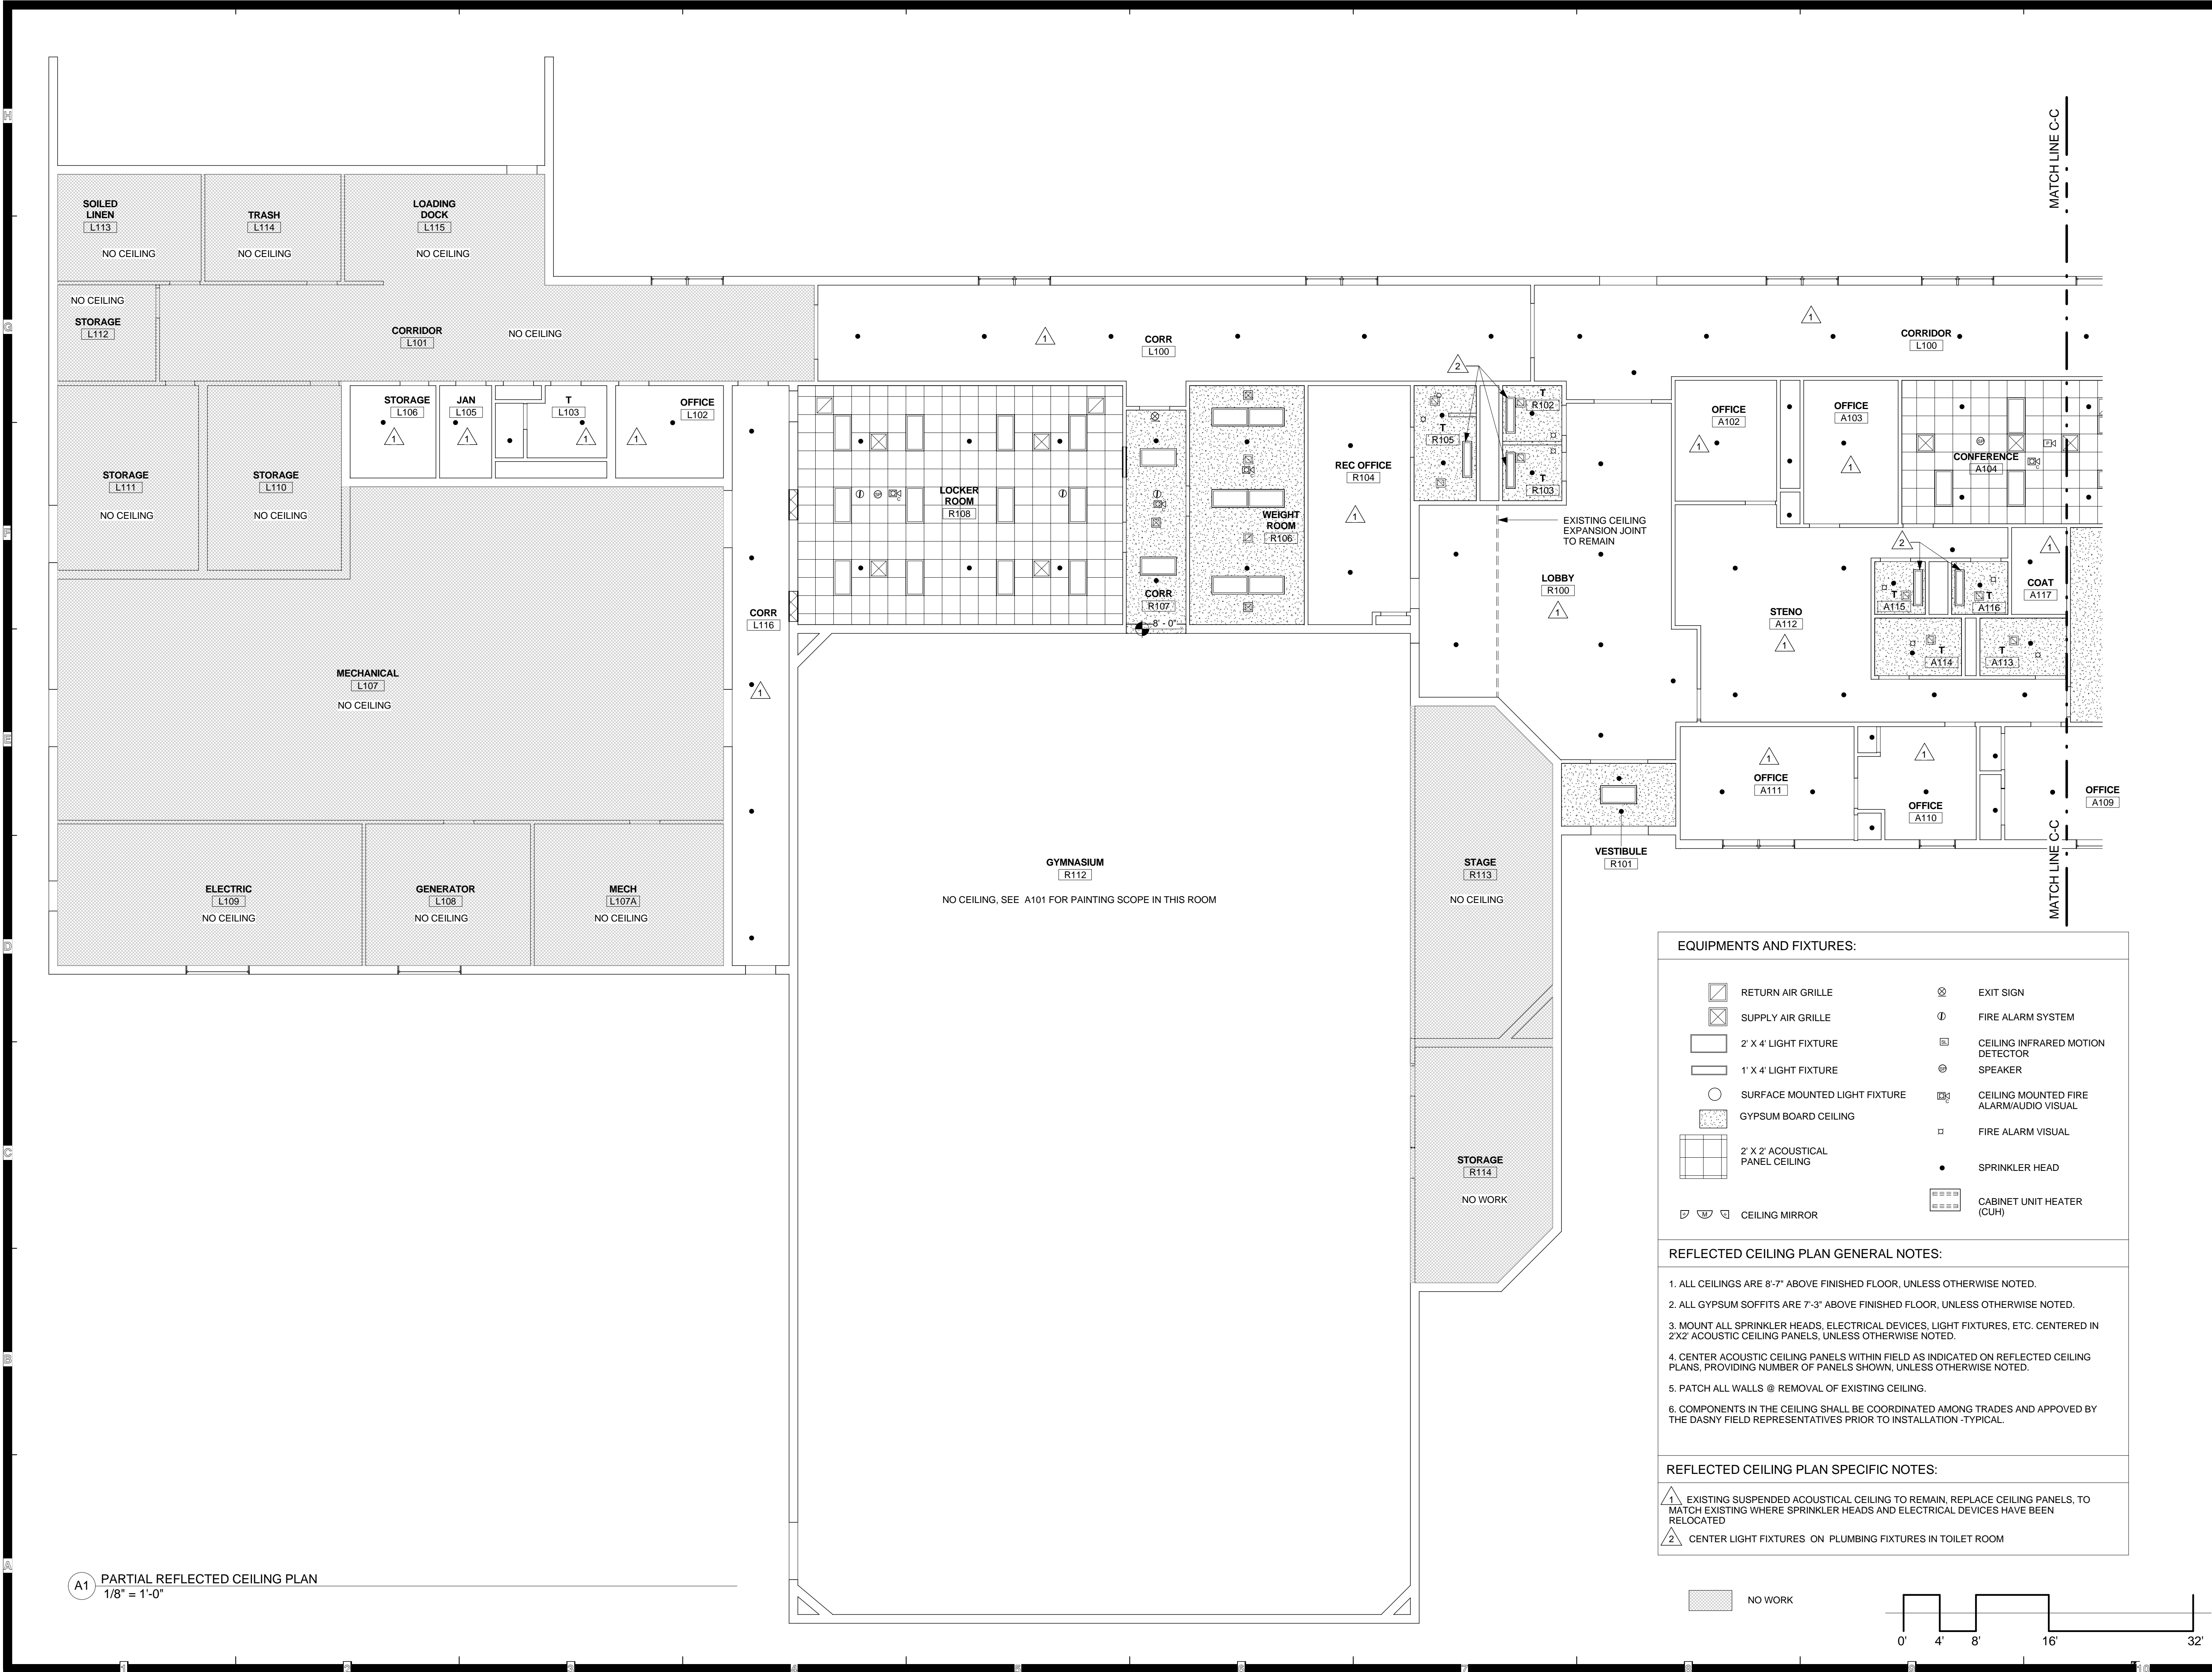 H
G
F
E
D
C
B
A
MATCH LINE C-C
SOILED
LINEN
L113
NO CEILING
TRASH
L114
NO CEILING
LOADING
DOCK
L115
NO CEILING
NO CEILING
STORAGE
L112
CORRIDOR
L101
NO CEILING
1
CORR
L100
1
CORRIDOR
L100
STORAGE
L111
NO CEILING
STORAGE
L110
NO CEILING
STORAGE
L106
1
JAN
L105
1
T
L103
1
OFFICE
L102
1
LOCKER
ROOM
R108
CORR
R107
8' - 0"
WEIGHT
ROOM
R106
REC OFFICE
R104
1
2
T
R105
T
R102
T
R103
EXISTING CEILING
EXPANSION JOINT
TO REMAIN
LOBBY
R100
1
OFFICE
A102
1
OFFICE
A103
1
CONFERENCE
A104
2
T
A115
T
A116
COAT
A117
1
STENO
A112
1
T
A114
T
A113
CORR
L116
1
MECHANICAL
L107
NO CEILING
ELECTRIC
L109
NO CEILING
GENERATOR
L108
NO CEILING
MECH
L107A
NO CEILING
GYMNASIUM
R112
NO CEILING, SEE A101 FOR PAINTING SCOPE IN THIS ROOM
STAGE
R113
NO CEILING
STORAGE
R114
NO WORK
VESTIBULE
R101
1
OFFICE
A111
1
OFFICE
A110
OFFICE
A109
MATCH LINE C-C
EQUIPMENTS AND FIXTURES:
RETURN AIR GRILLE
SUPPLY AIR GRILLE
2' X 4' LIGHT FIXTURE
1' X 4' LIGHT FIXTURE
SURFACE MOUNTED LIGHT FIXTURE
GYPSUM BOARD CEILING
2' X 2' ACOUSTICAL
PANEL CEILING
M
CEILING MIRROR
EXIT SIGN
FIRE ALARM SYSTEM
CEILING INFRARED MOTION
DETECTOR
SPEAKER
CEILING MOUNTED FIRE
ALARM/AUDIO VISUAL
FIRE ALARM VISUAL
SPRINKLER HEAD
CABINET UNIT HEATER
(CUH)
REFLECTED CEILING PLAN GENERAL NOTES:
1. ALL CEILINGS ARE 8'-7" ABOVE FINISHED FLOOR, UNLESS OTHERWISE NOTED.
2. ALL GYPSUM SOFFITS ARE 7'-3" ABOVE FINISHED FLOOR, UNLESS OTHERWISE NOTED.
3. MOUNT ALL SPRINKLER HEADS, ELECTRICAL DEVICES, LIGHT FIXTURES, ETC. CENTERED IN
2'X2' ACOUSTIC CEILING PANELS, UNLESS OTHERWISE NOTED.
4. CENTER ACOUSTIC CEILING PANELS WITHIN FIELD AS INDICATED ON REFLECTED CEILING
PLANS, PROVIDING NUMBER OF PANELS SHOWN, UNLESS OTHERWISE NOTED.
5. PATCH ALL WALLS @ REMOVAL OF EXISTING CEILING.
6. COMPONENTS IN THE CEILING SHALL BE COORDINATED AMONG TRADES AND APPOVED BY
THE DASNY FIELD REPRESENTATIVES PRIOR TO INSTALLATION -TYPICAL.
REFLECTED CEILING PLAN SPECIFIC NOTES:
1 EXISTING SUSPENDED ACOUSTICAL CEILING TO REMAIN, REPLACE CEILING PANELS, TO
MATCH EXISTING WHERE SPRINKLER HEADS AND ELECTRICAL DEVICES HAVE BEEN
RELOCATED
2 CENTER LIGHT FIXTURES ON PLUMBING FIXTURES IN TOILET ROOM
NO WORK
0' 4' 8' 16' 32'
A1 PARTIAL REFLECTED CEILING PLAN
1/8" = 1'-0"
1 2 3 4 5 6 7 8 9 10